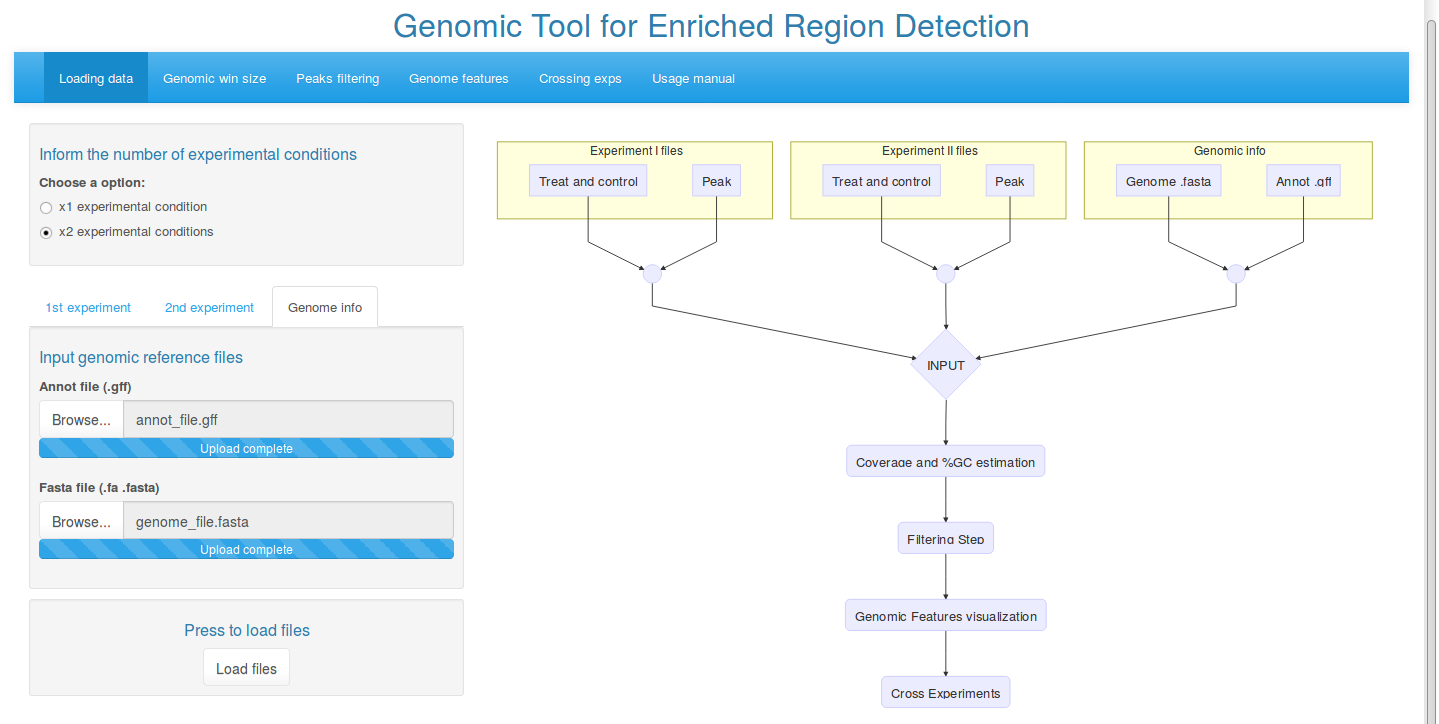 Genomic Tool for Enriched Region Detection
Loading data Genomic win size Peaks filtering Genome features Crossing exps Usage manual
Inform the number of experimental conditions
Choose a option:
x1 experimental condition
x2 experimental conditions
1st experiment 2nd experiment Genome info
Input genomic reference files
Annot file (.gff)
Browse... annot_file.gff
Upload complete
Fasta file (.fa .fasta)
Browse... genome_file.fasta
Upload complete
Press to load files
Load files
Experiment I files
Treat and control Peak
Experiment II files
Treat and control Peak
Genomic info
Genome .fasta Annot .gff
INPUT
Coverage and %GC estimation
Filtering Step
Genomic Features visualization
Cross Experiments